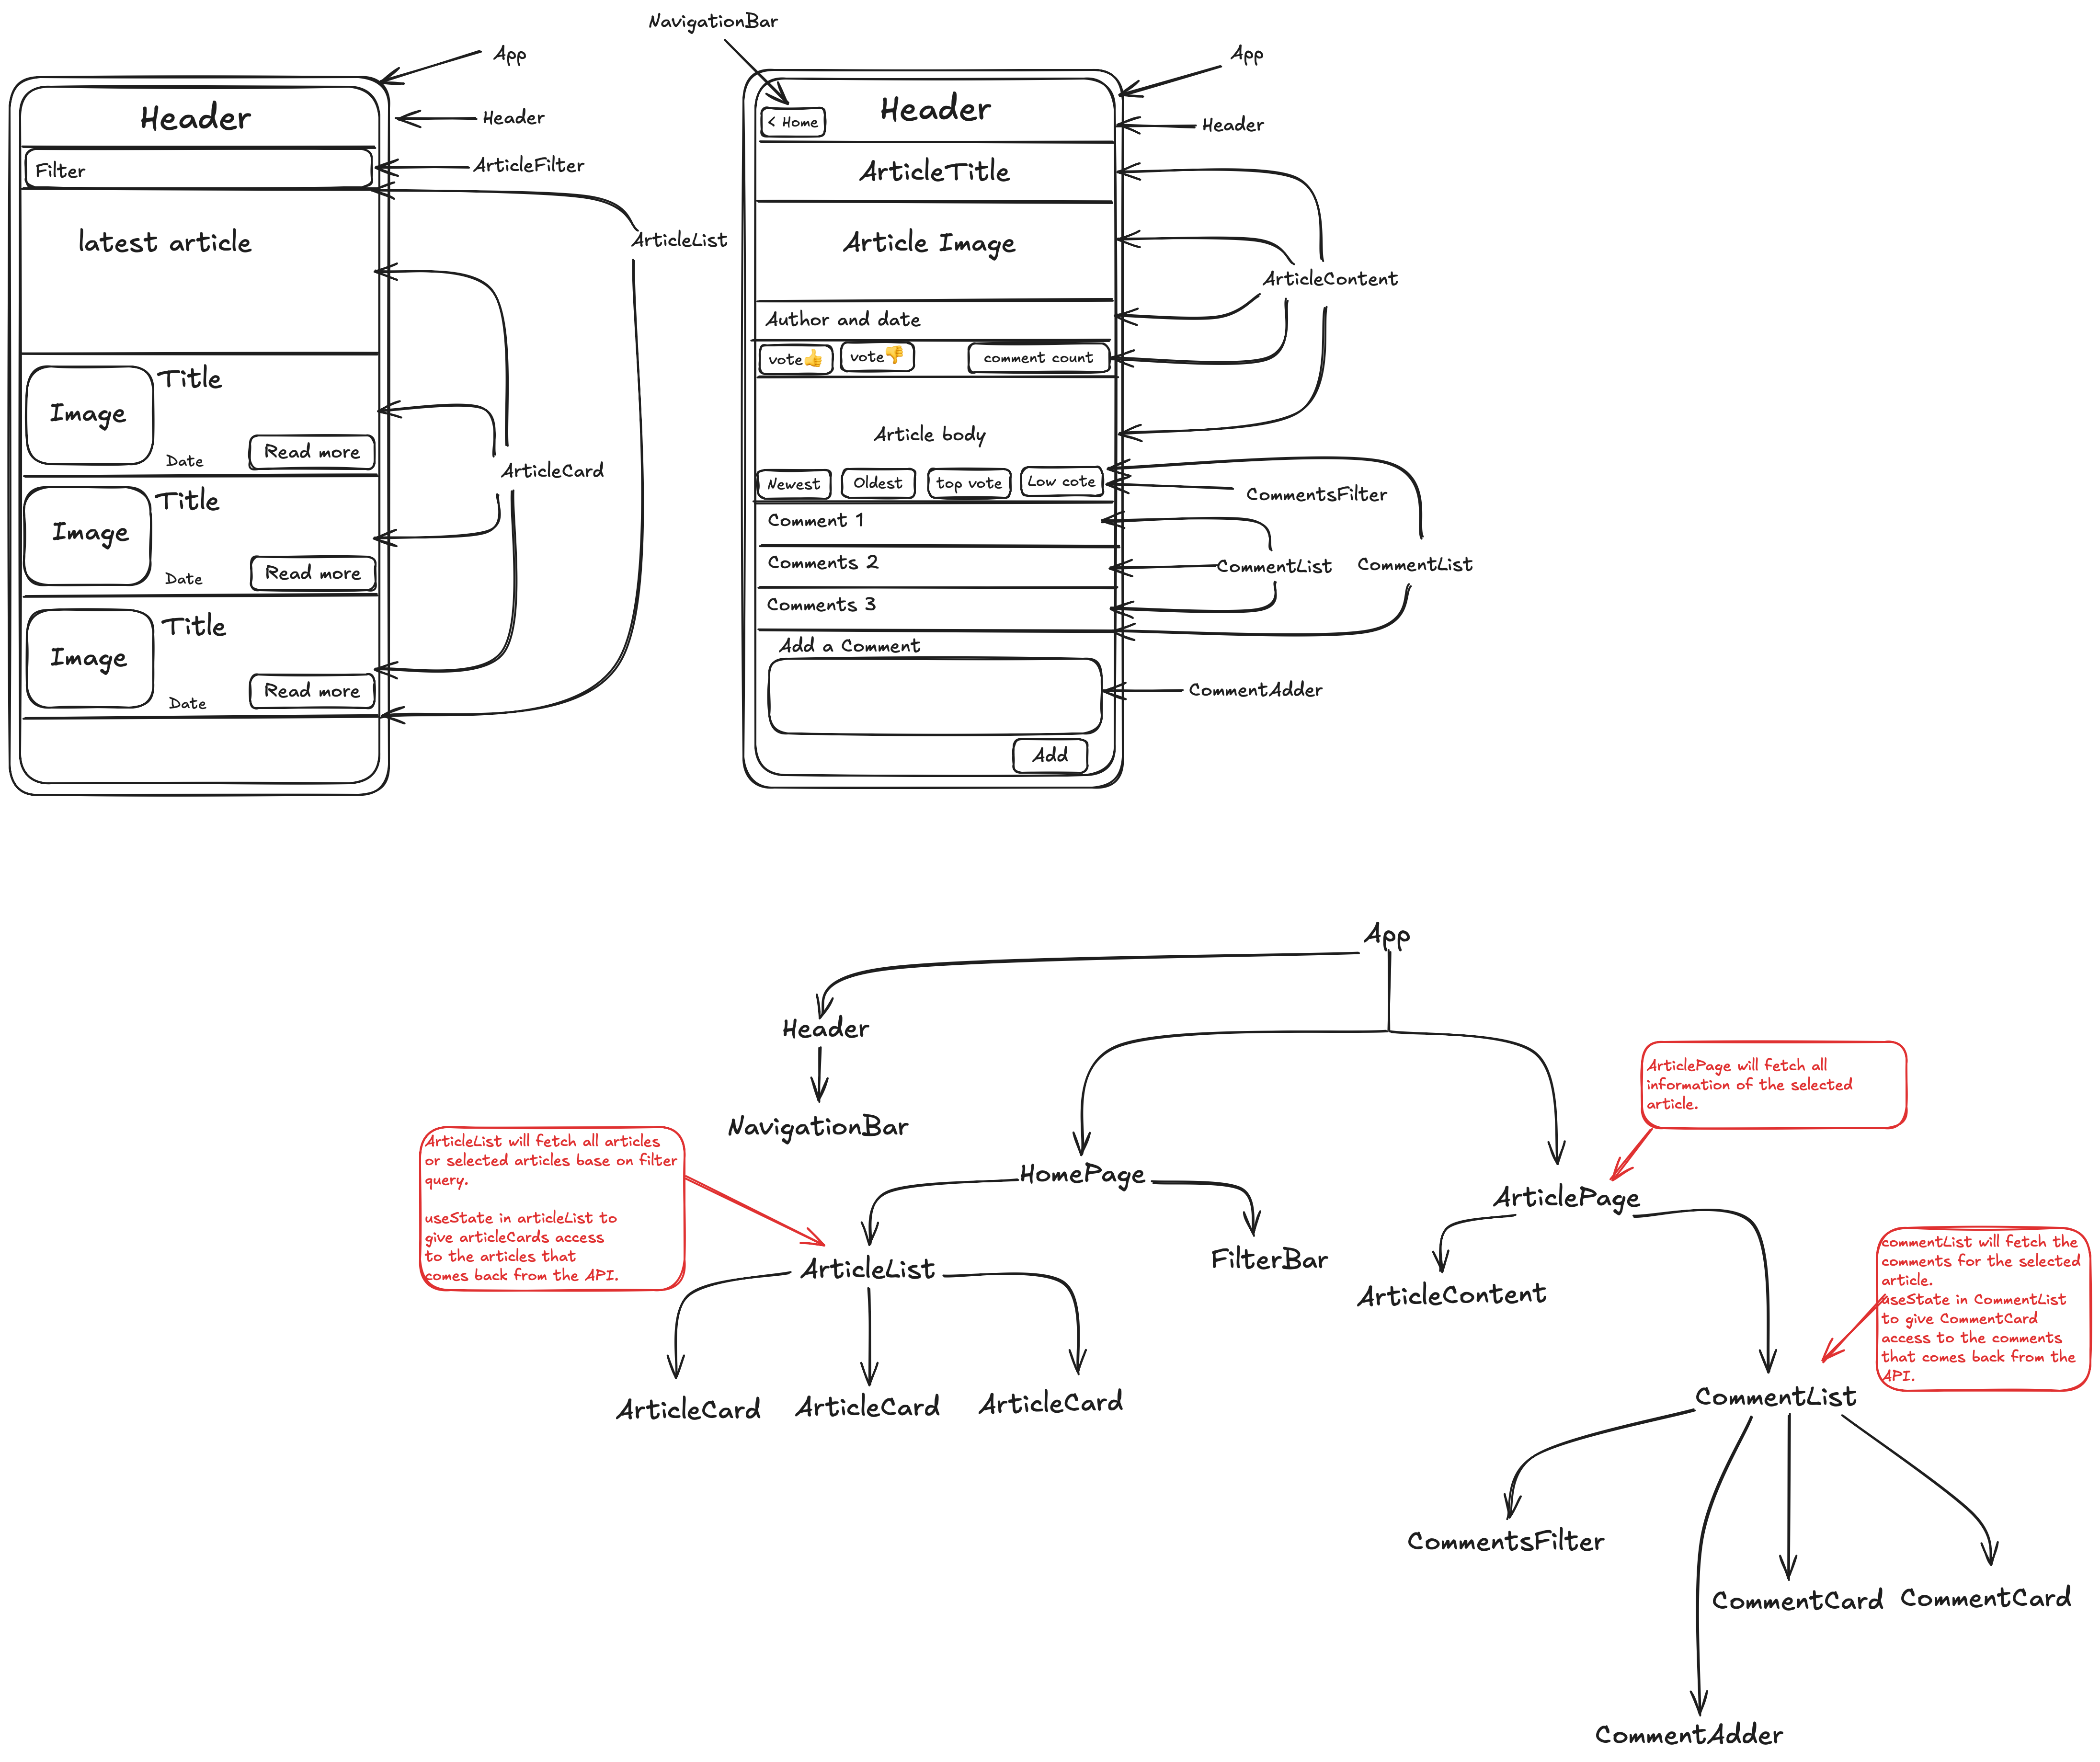 NavigationBar
App
Header
Header
Filter
ArticleFilter
latest article
ArticleList
Image
Title
Date
Read more
ArticleCard
Image
Title
Date
Read more
Image
Title
Date
Read more
App
< Home
Header
Header
ArticleTitle
Article Image
ArticleContent
Author and date
vote👍
vote👎
comment count
Article body
Newest
Oldest
top vote
Low cote
CommentsFilter
Comment 1
Comments 2
CommentList
CommentList
Comments 3
Add a Comment
CommentAdder
Add
App
Header
NavigationBar
HomePage
ArticlePage will fetch all
information of the selected
article.
ArticlePage
ArticleList will fetch all articles
or selected articles base on filter
query.
useState in articleList to
give articleCards access
to the articles that
comes back from the API.
ArticleList
FilterBar
ArticleContent
commentList will fetch the
comments for the selected
article.
useState in CommentList
to give CommentCard
access to the comments
that comes back from the
API.
ArticleCard
ArticleCard
ArticleCard
CommentList
CommentsFilter
CommentCard
CommentCard
CommentAdder